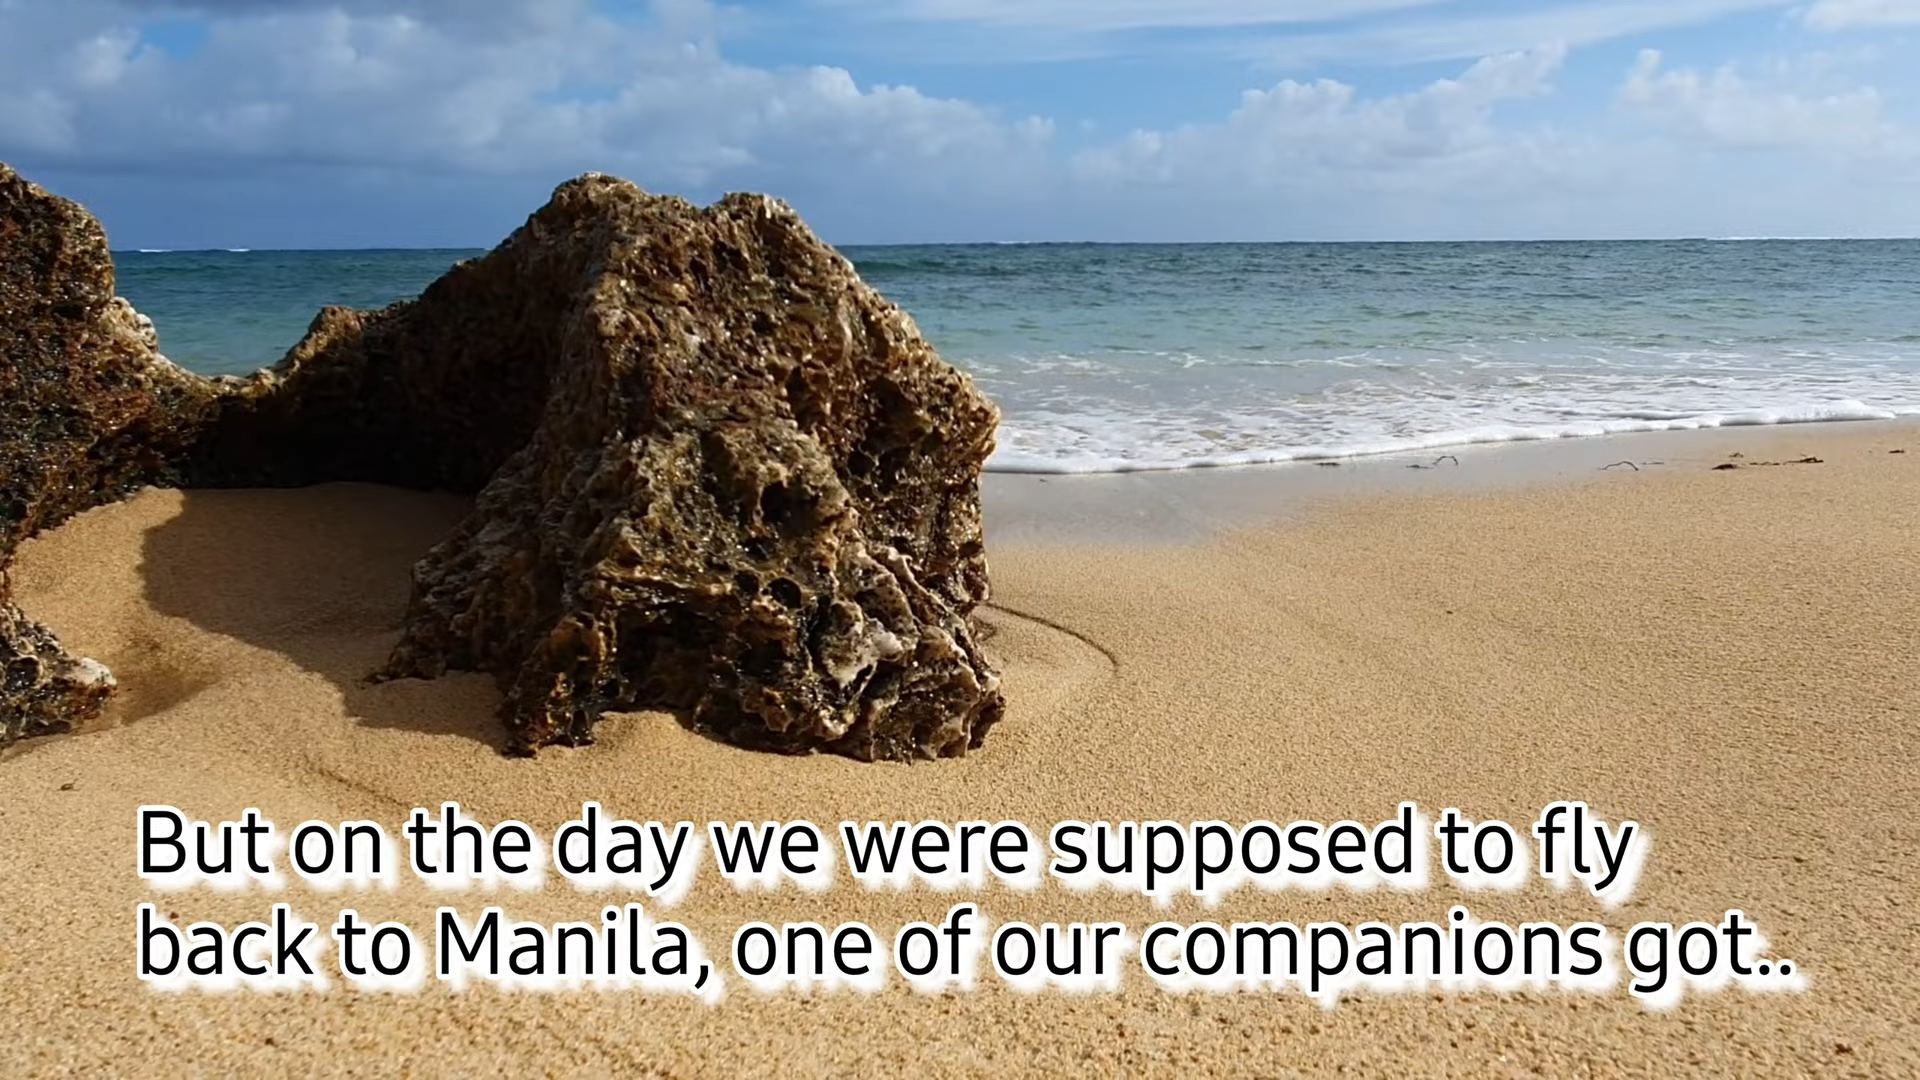 But on the day we were supposed to fly
back to Manila, one of our companions got..